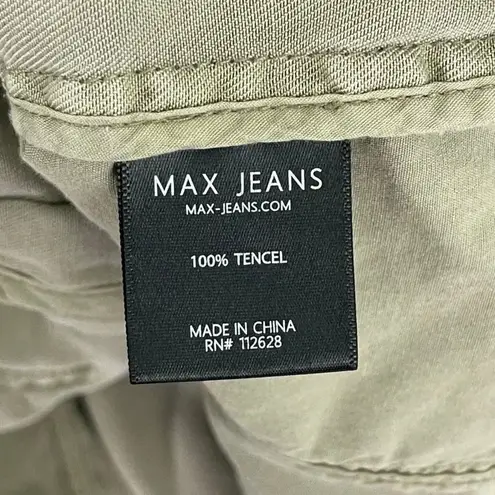 MAX JEANS
MAX-JEANS.COM
100% TENCEL
MADE IN CHINA
RN# 112628